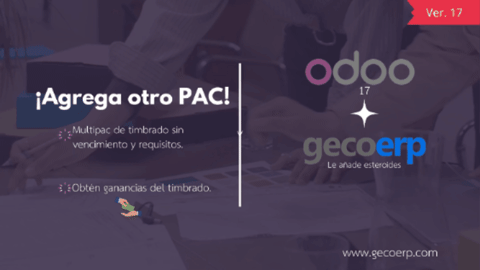 Ver. 17
¡Agrega otro PAC!
Multipac de timbrado sin
vencimiento y requisitos.
Obtén ganancias del timbrado.
odoo
17
gecoerp
Le añade esteroides
www.gecoerp.com